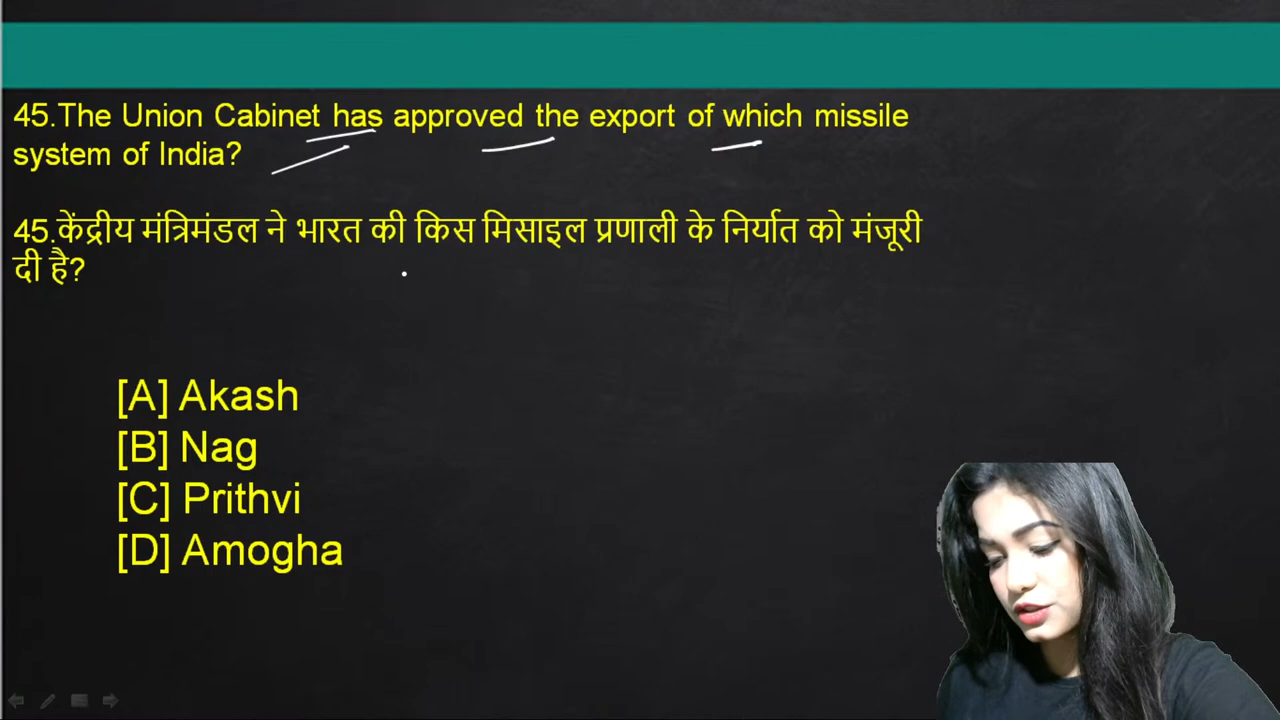 45.The Union Cabinet has approved the export of which missile
system of India?
45.केंद्रीय मंत्रिमंडल ने भारत की किस मिसाइल प्रणाली के निर्यात को मंजूरी
दी है?
[A] Akash
[B] Nag
[C] Prithvi
[D] Amogha